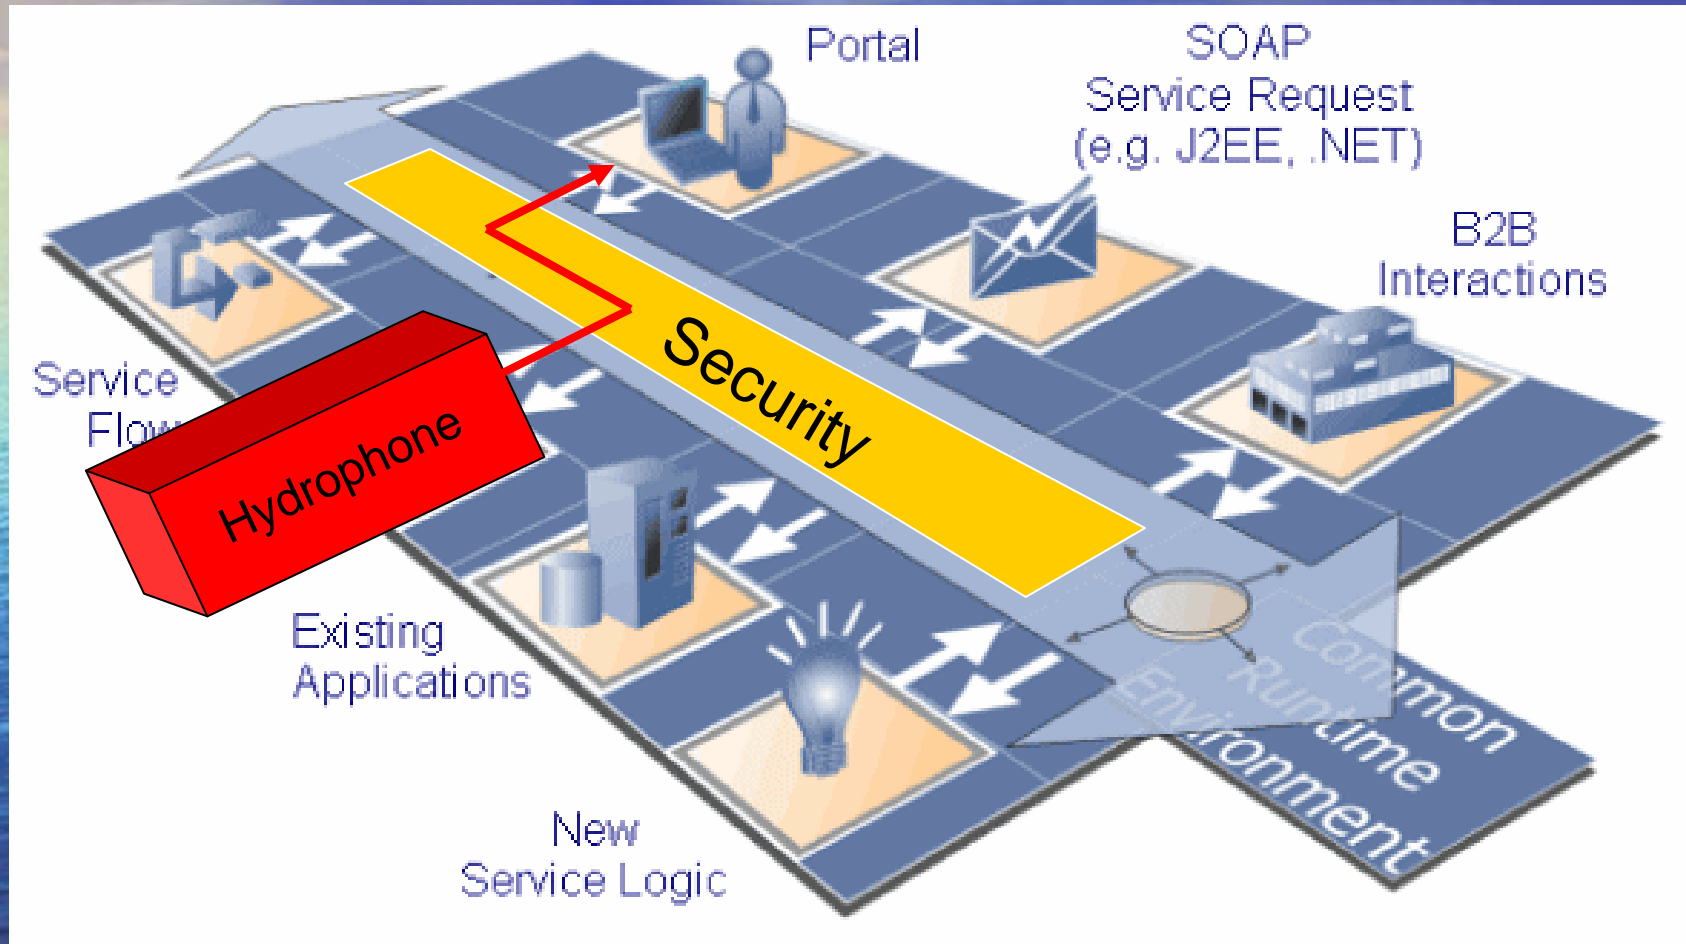 Portal
SOAP
Service Request
(e.g. J2EE, .NET)
B2B
Interactions
Security
Service
Flow
Hydrophone
Existing
Applications
New
Service Logic
Common
Runtime
Environment